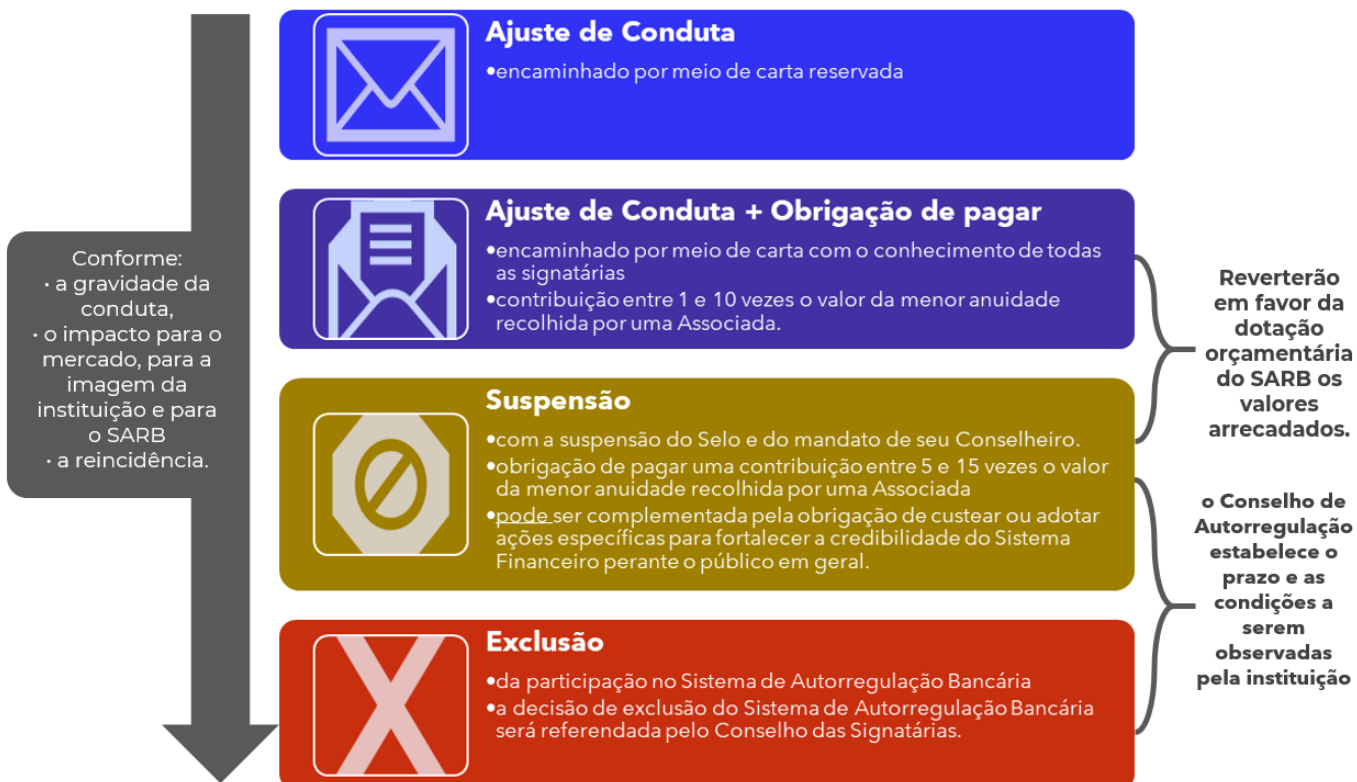 Conforme:
· a gravidade da
conduta,
· o impacto para o
mercado, para a
imagem da
instituição e para
o SARB
· a reincidência.
Ajuste de Conduta
•encaminhado por meio de carta reservada
Ajuste de Conduta + Obrigação de pagar
•encaminhado por meio de carta com o conhecimento de todas
as signatárias
•contribuição entre 1 e 10 vezes o valor da menor anuidade
recolhida por uma Associada.
Suspensão
•com a suspensão do Selo e do mandato de seu Conselheiro.
•obrigação de pagar uma contribuição entre 5 e 15 vezes o valor
da menor anuidade recolhida por uma Associada
•pode ser complementada pela obrigação de custear ou adotar
ações específicas para fortalecer a credibilidade do Sistema
Financeiro perante o público em geral.
Exclusão
•da participação no Sistema de Autorregulação Bancária
•a decisão de exclusão do Sistema de Autorregulação Bancária
será referendada pelo Conselho das Signatárias.
Reverterão
em favor da
dotação
orçamentária
do SARB os
valores
arrecadados.
o Conselho de
Autorregulação
estabelece o
prazo e as
condições a
serem
observadas
pela instituição